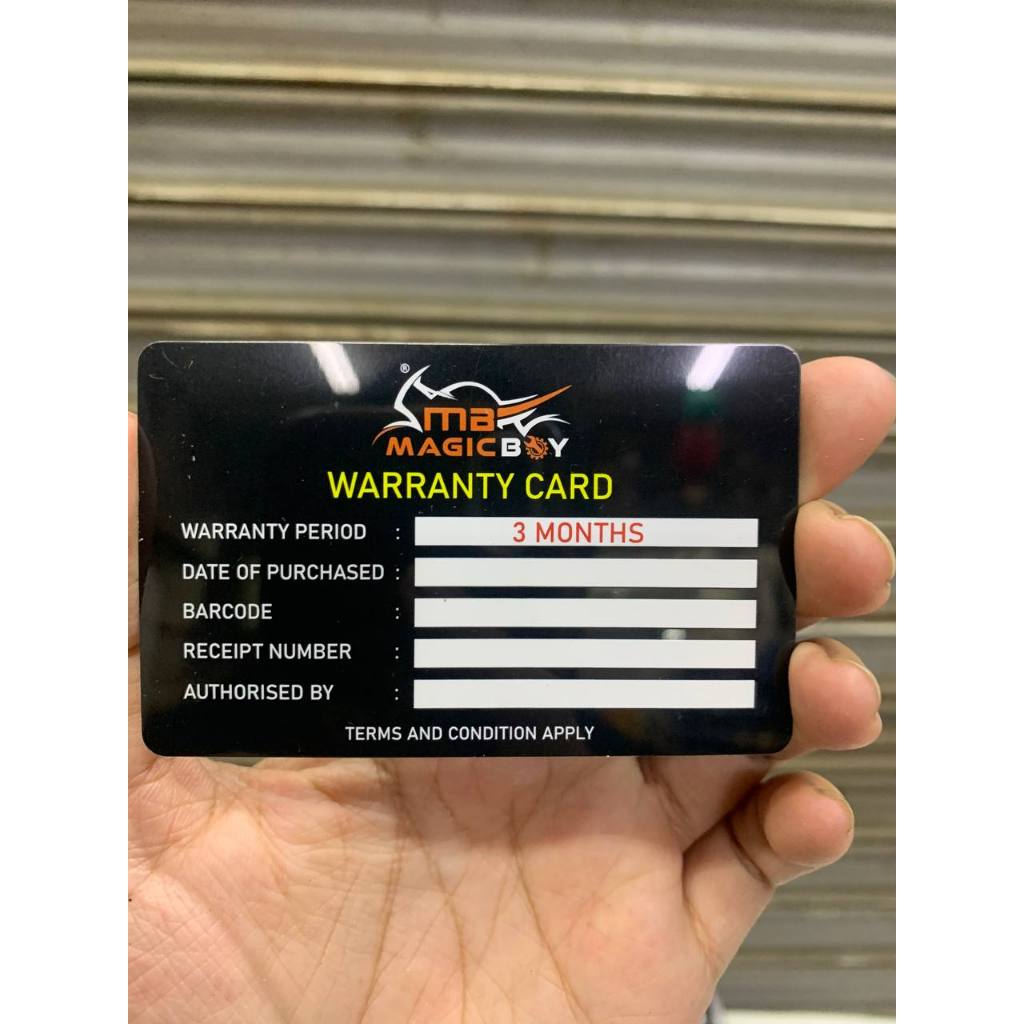 ®
MB
MAGICBOY
WARRANTY CARD
WARRANTY PERIOD : 3 MONTHS
DATE OF PURCHASED :
BARCODE :
RECEIPT NUMBER :
AUTHORISED BY :
TERMS AND CONDITION APPLY